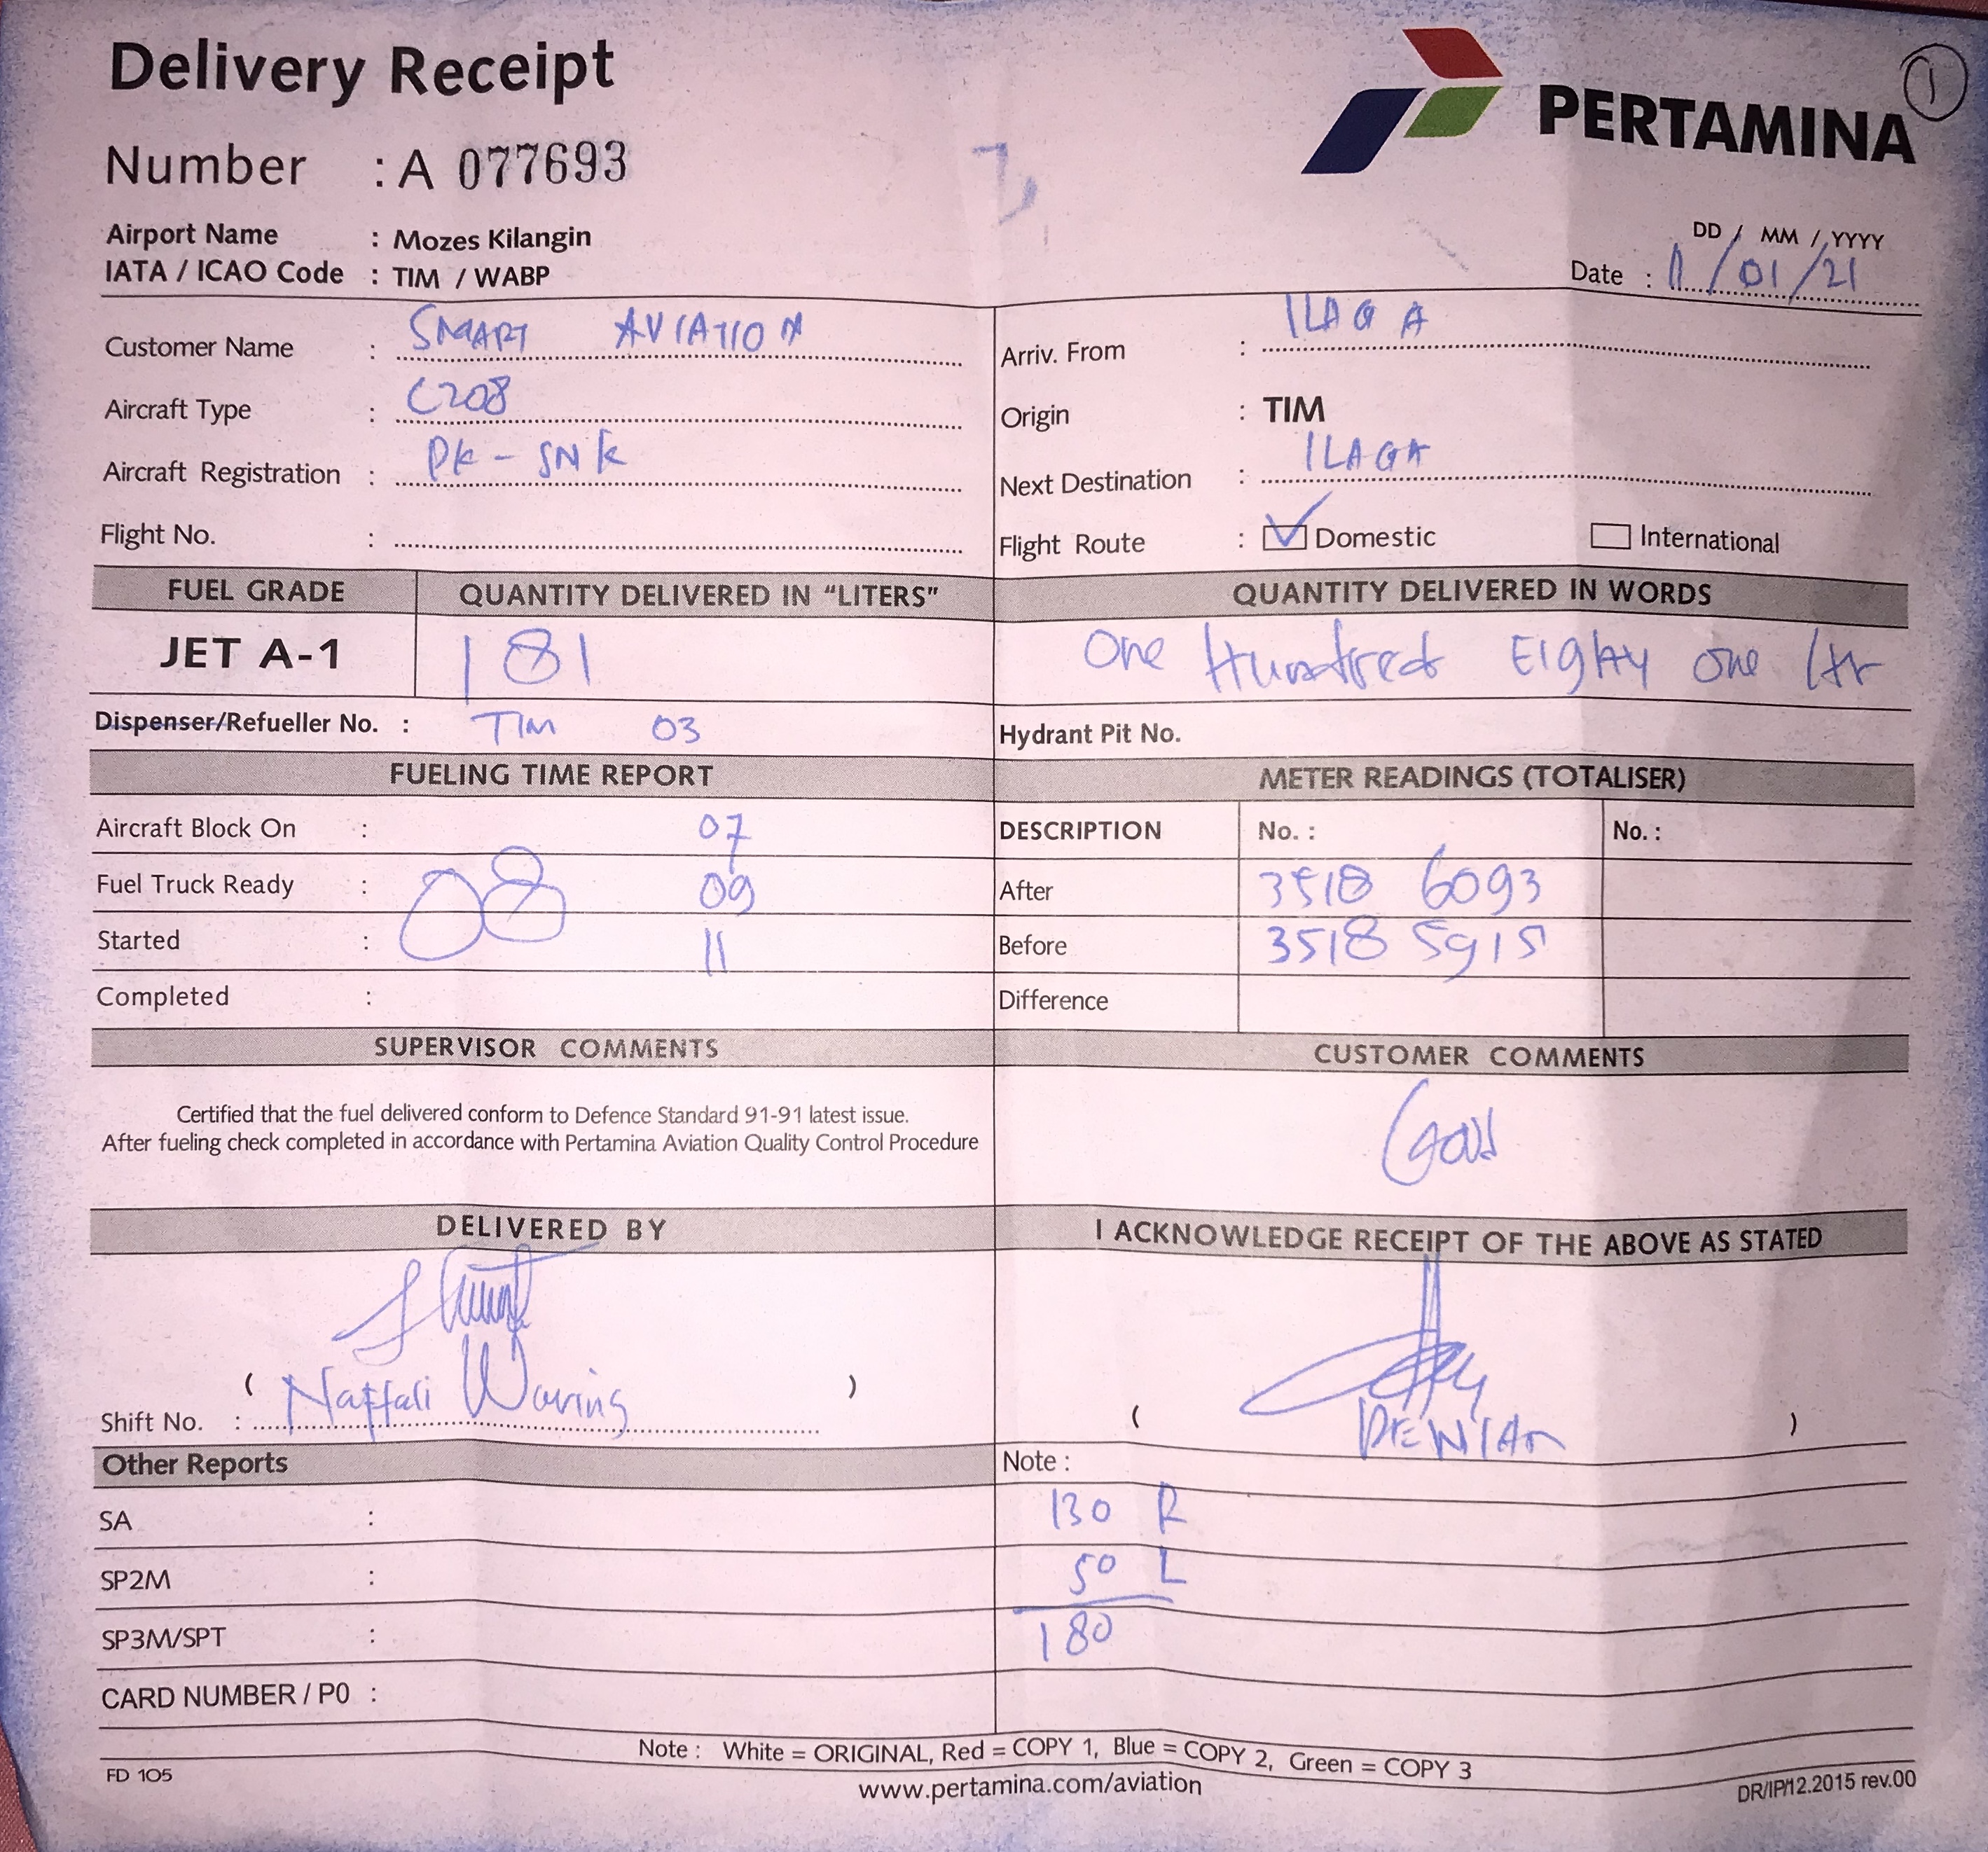 Delivery Receipt
PERTAMINA
1
Number : A 077693
Airport Name : Mozes Kilangin
IATA / ICAO Code : TIM / WABP
DD / MM / YYYY
Date : 11/01/21
Customer Name : SMART AVIATION
Arriv. From : ILAGA
Aircraft Type : C208
Origin : TIM
Aircraft Registration : PK - SNK
Next Destination : ILAGA
Flight No. :
Flight Route : Domestic International
FUEL GRADE QUANTITY DELIVERED IN "LITERS" QUANTITY DELIVERED IN WORDS
JET A-1 181 One Hundred Eighty one ltr
Dispenser/Refueller No. : TIM 03
Hydrant Pit No.
FUELING TIME REPORT METER READINGS (TOTALISER)
Aircraft Block On : 07
DESCRIPTION No. : No. :
Fuel Truck Ready : 08 09
After 3518 6093
Started : 11
Before 3518 5915
Completed :
Difference
SUPERVISOR COMMENTS CUSTOMER COMMENTS
Certified that the fuel delivered conform to Defence Standard 91-91 latest issue.
After fueling check completed in accordance with Pertamina Aviation Quality Control Procedure
Good
DELIVERED BY I ACKNOWLEDGE RECEIPT OF THE ABOVE AS STATED
( Naftali Waring )
Shift No. :
( )
Other Reports
Note :
SA :
130 R
SP2M :
50 L
SP3M/SPT :
180
CARD NUMBER / P0 :
Note : White = ORIGINAL, Red = COPY 1, Blue = COPY 2, Green = COPY 3
FD 105
www.pertamina.com/aviation
DR/IP/12.2015 rev.00